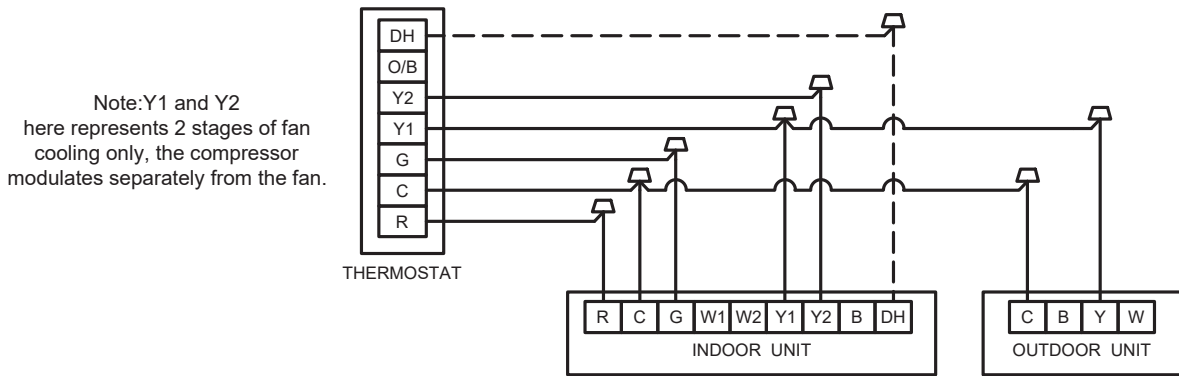 Note:Y1 and Y2
here represents 2 stages of fan
cooling only, the compressor
modulates separately from the fan.
DH
O/B
Y2
Y1
G
C
R
THERMOSTAT
R C G W1 W2 Y1 Y2 B DH
INDOOR UNIT
C B Y W
OUTDOOR UNIT